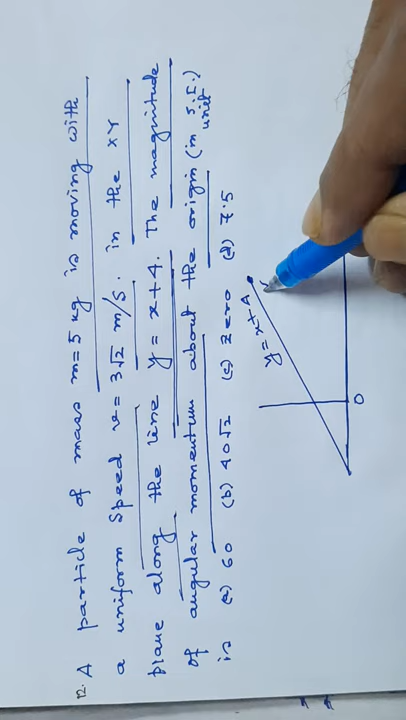 12. A particle of mass m=5 kg is moving with
a uniform speed v = 3√2 m/s. in the XY
plane along the line y = x+4. The magnitude
of angular momentum about the origin (in S.I. unit)
is (a) 60 (b) 40√2 (c) zero (d) 7.5
y = x+4
O